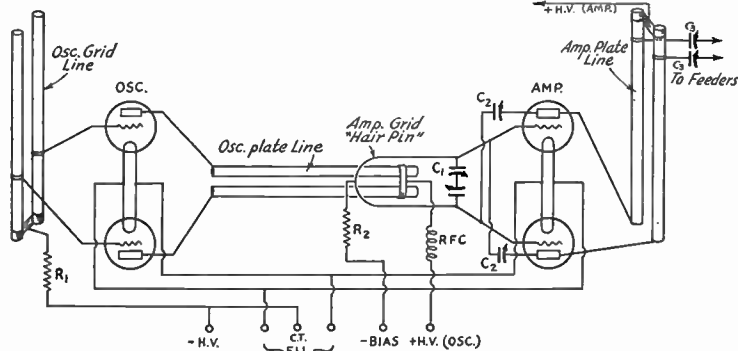 + H.V. (AMP.)
Osc. Grid
Line
OSC.
Osc. plate Line
Amp. Grid
"Hair Pin"
C1
C2
AMP.
Amp. Plate
Line
C3
C3
To Feeders
C2
R1
R2
RFC
- H.V.
C.T.
FIL.
-BIAS
+H.V. (OSC.)